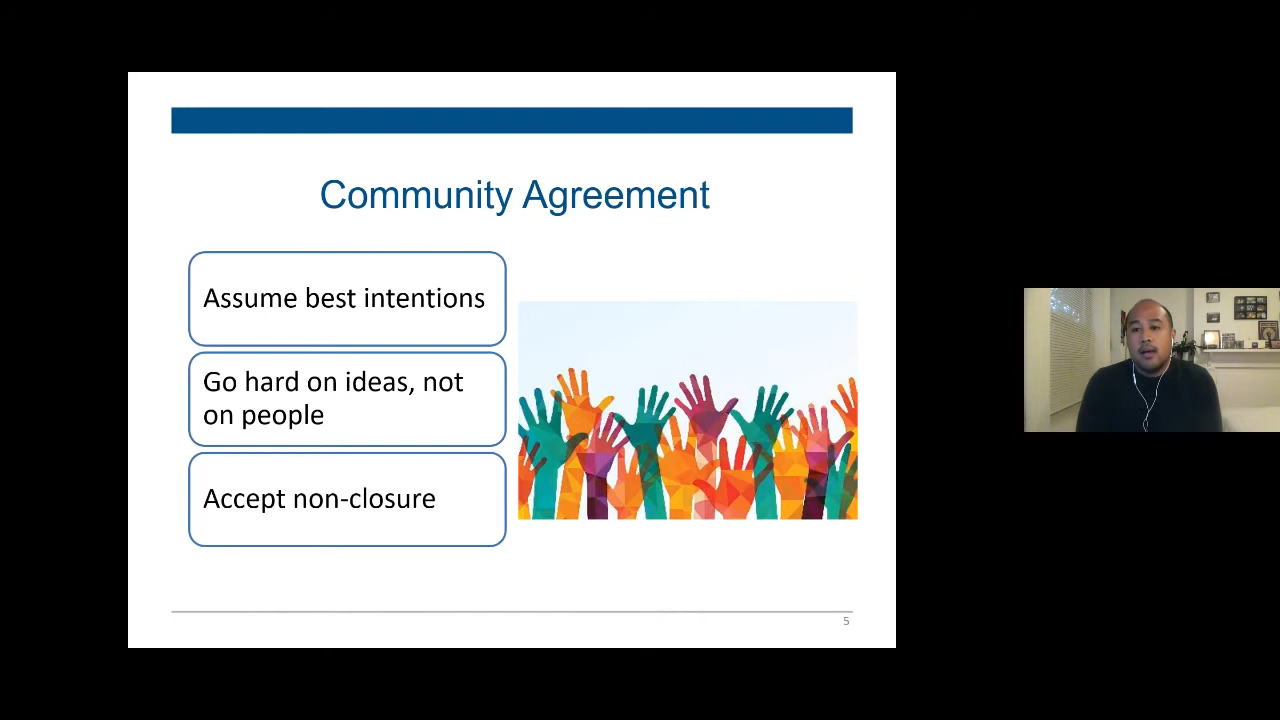 Community Agreement
Assume best intentions
Go hard on ideas, not
on people
Accept non-closure
5